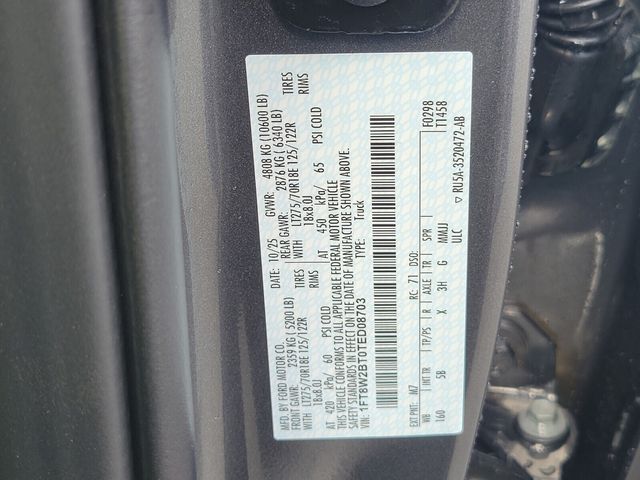 MFD. BY FORD MOTOR CO.
DATE: 10/25 GVWR: 4808 KG (10600 LB)
FRONT GAWR: 2359 KG ( 5200 LB) REAR GAWR: 2876 KG ( 6340 LB)
LT275/70R18E 125/122R TIRES WITH LT275/70R18E 125/122R TIRES
18x8.0J RIMS 18x8.0J RIMS
AT 420 kPa/ 60 PSI COLD AT 450 kPa/ 65 PSI COLD
THIS VEHICLE CONFORMS TO ALL APPLICABLE FEDERAL MOTOR VEHICLE
SAFETY STANDARDS IN EFFECT ON THE DATE OF MANUFACTURE SHOWN ABOVE.
VIN: 1FT8W2BT0TED08703 TYPE: Truck
EXT PNT: M7 RC: 71 DSO: F0298
WB INT TR TP/PS R AXLE TR SPR T1458
160 5B X 3H G MMJJ
ULC ▽ RU5A-3520472-AB